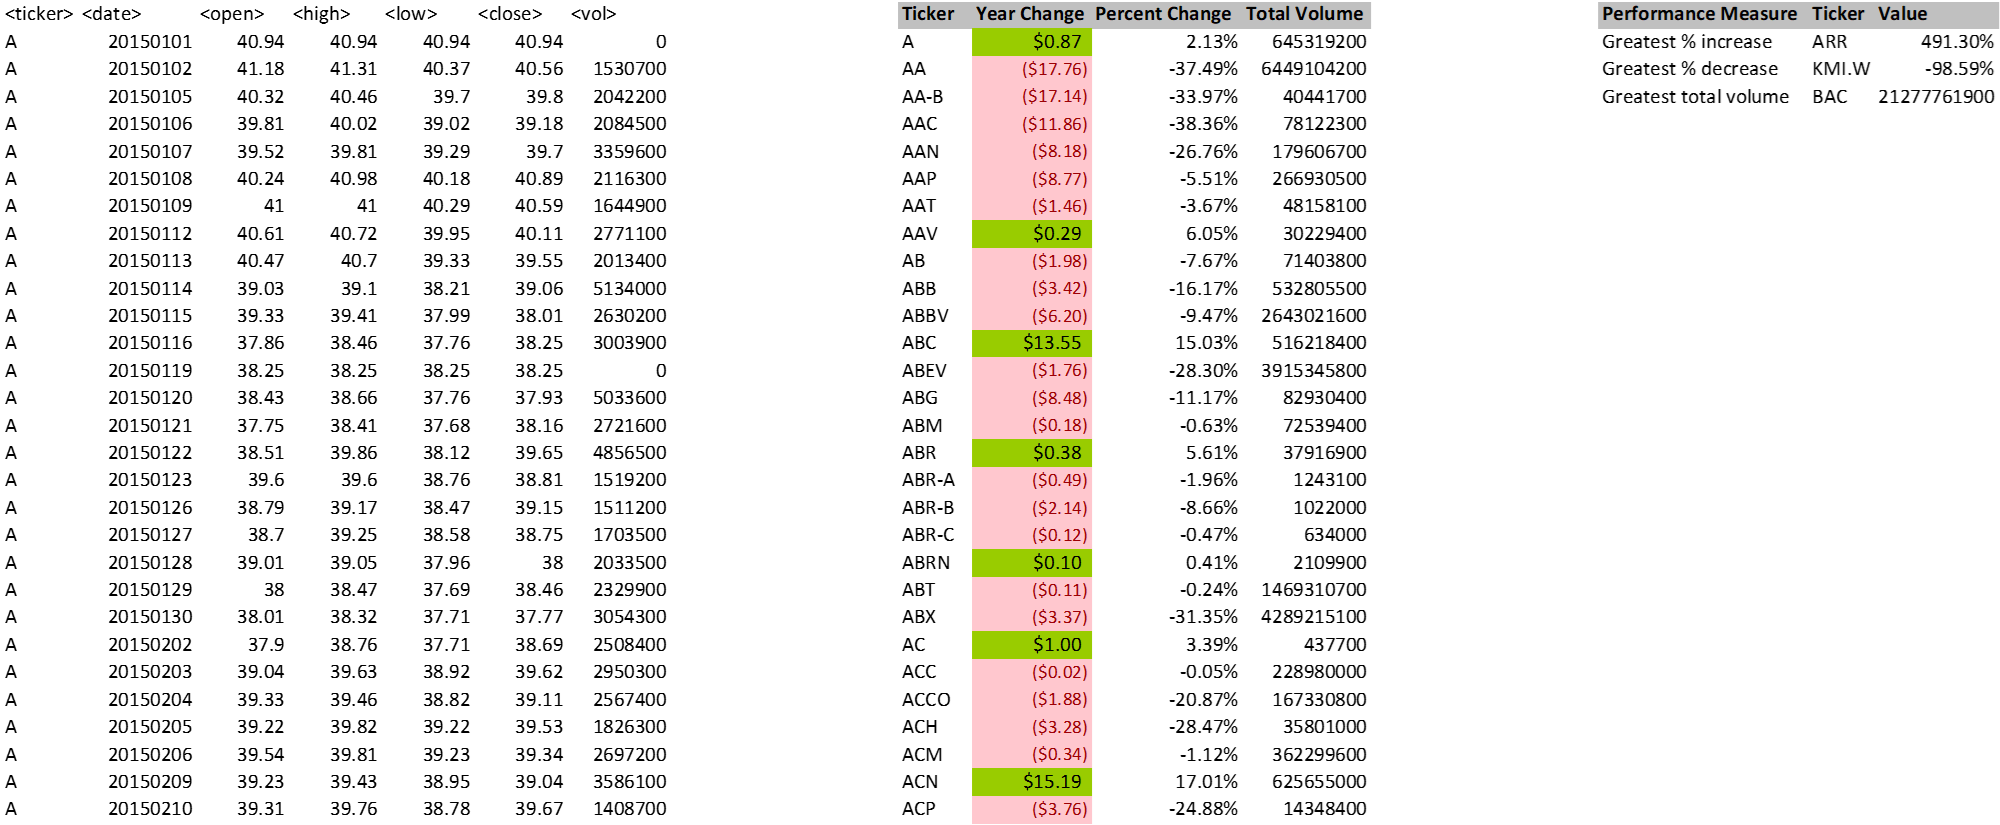 <ticker> <date> <open> <high> <low> <close> <vol> Ticker Year Change Percent Change Total Volume Performance Measure Ticker Value
A 20150101 40.94 40.94 40.94 40.94 0 A $0.87 2.13% 645319200 Greatest % increase ARR 491.30%
A 20150102 41.18 41.31 40.37 40.56 1530700 AA ($17.76) -37.49% 6449104200 Greatest % decrease KMI.W -98.59%
A 20150105 40.32 40.46 39.7 39.8 2042200 AA-B ($17.14) -33.97% 40441700 Greatest total volume BAC 21277761900
A 20150106 39.81 40.02 39.02 39.18 2084500 AAC ($11.86) -38.36% 78122300
A 20150107 39.52 39.81 39.29 39.7 3359600 AAN ($8.18) -26.76% 179606700
A 20150108 40.24 40.98 40.18 40.89 2116300 AAP ($8.77) -5.51% 266930500
A 20150109 41 41 40.29 40.59 1644900 AAT ($1.46) -3.67% 48158100
A 20150112 40.61 40.72 39.95 40.11 2771100 AAV $0.29 6.05% 30229400
A 20150113 40.47 40.7 39.33 39.55 2013400 AB ($1.98) -7.67% 71403800
A 20150114 39.03 39.1 38.21 39.06 5134000 ABB ($3.42) -16.17% 532805500
A 20150115 39.33 39.41 37.99 38.01 2630200 ABBV ($6.20) -9.47% 2643021600
A 20150116 37.86 38.46 37.76 38.25 3003900 ABC $13.55 15.03% 516218400
A 20150119 38.25 38.25 38.25 38.25 0 ABEV ($1.76) -28.30% 3915345800
A 20150120 38.43 38.66 37.76 37.93 5033600 ABG ($8.48) -11.17% 82930400
A 20150121 37.75 38.41 37.68 38.16 2721600 ABM ($0.18) -0.63% 72539400
A 20150122 38.51 39.86 38.12 39.65 4856500 ABR $0.38 5.61% 37916900
A 20150123 39.6 39.6 38.76 38.81 1519200 ABR-A ($0.49) -1.96% 1243100
A 20150126 38.79 39.17 38.47 39.15 1511200 ABR-B ($2.14) -8.66% 1022000
A 20150127 38.7 39.25 38.58 38.75 1703500 ABR-C ($0.12) -0.47% 634000
A 20150128 39.01 39.05 37.96 38 2033500 ABRN $0.10 0.41% 2109900
A 20150129 38 38.47 37.69 38.46 2329900 ABT ($0.11) -0.24% 1469310700
A 20150130 38.01 38.32 37.71 37.77 3054300 ABX ($3.37) -31.35% 4289215100
A 20150202 37.9 38.76 37.71 38.69 2508400 AC $1.00 3.39% 437700
A 20150203 39.04 39.63 38.92 39.62 2950300 ACC ($0.02) -0.05% 228980000
A 20150204 39.33 39.46 38.82 39.11 2567400 ACCO ($1.88) -20.87% 167330800
A 20150205 39.22 39.82 39.22 39.53 1826300 ACH ($3.28) -28.47% 35801000
A 20150206 39.54 39.81 39.23 39.34 2697200 ACM ($0.34) -1.12% 362299600
A 20150209 39.23 39.43 38.95 39.04 3586100 ACN $15.19 17.01% 625655000
A 20150210 39.31 39.76 38.78 39.67 1408700 ACP ($3.76) -24.88% 14348400